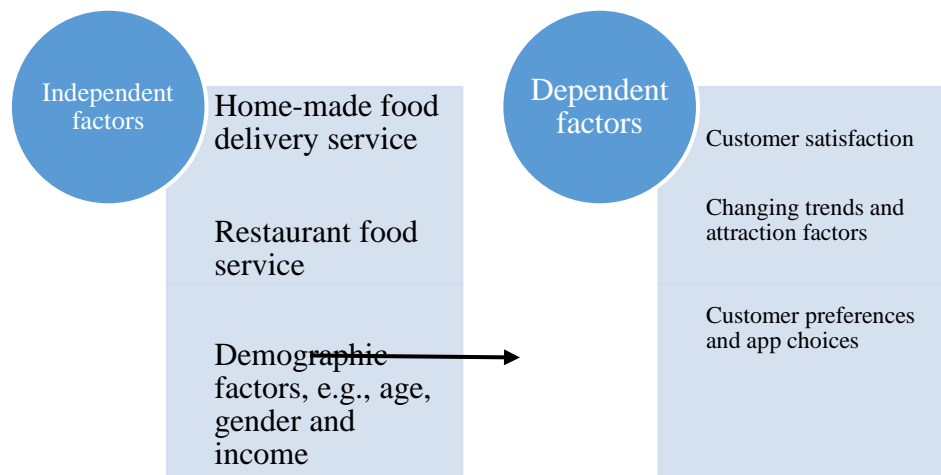 Independent
factors
Home-made food
delivery service
Restaurant food
service
Demographic
factors, e.g., age,
gender and
income
Dependent
factors
Customer satisfaction
Changing trends and
attraction factors
Customer preferences
and app choices